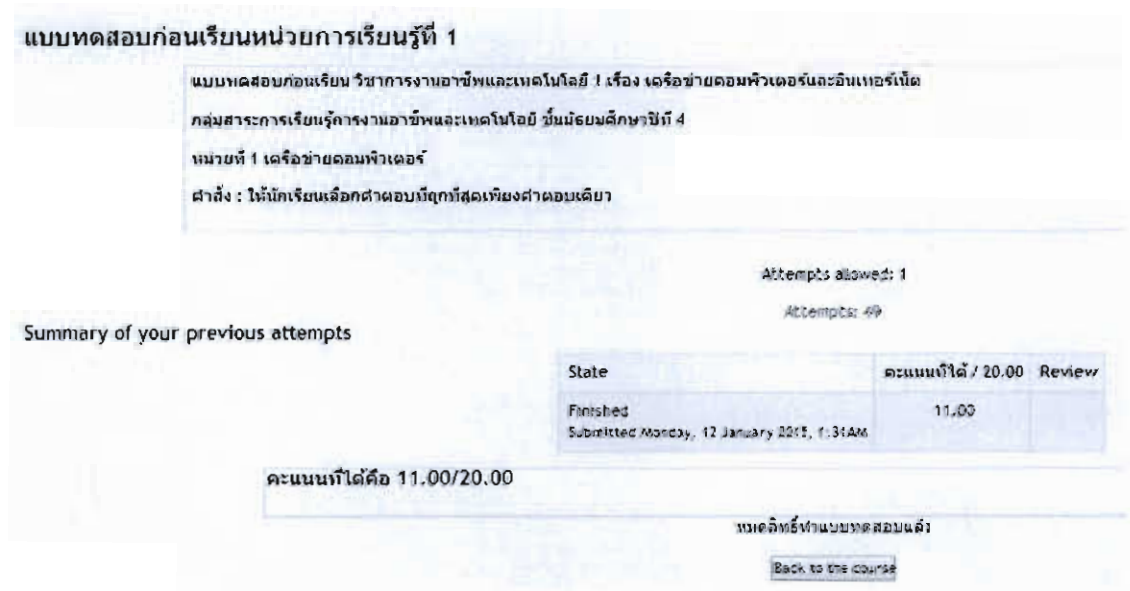 แบบทดสอบก่อนเรียนหน่วยการเรียนรู้ที่ 1
แบบทดสอบก่อนเรียน วิชาการงานอาชีพและเทคโนโลยี 1 เรื่อง เครือข่ายคอมพิวเตอร์และอินเทอร์เน็ต
กลุ่มสาระการเรียนรู้การงานอาชีพและเทคโนโลยี ชั้นมัธยมศึกษาปีที่ 4
หน่วยที่ 1 เครือข่ายคอมพิวเตอร์
คำสั่ง : ให้นักเรียนเลือกคำตอบที่ถูกที่สุดเพียงคำตอบเดียว
Attempts allowed: 1
Attempts: 49
Summary of your previous attempts
State คะแนนที่ได้ / 20.00 Review
Finished 11.00
Submitted Monday, 12 January 2015, 1:31AM
คะแนนที่ได้คือ 11.00/20.00
หมดสิทธิ์ทำแบบทดสอบแล้ว
Back to the course